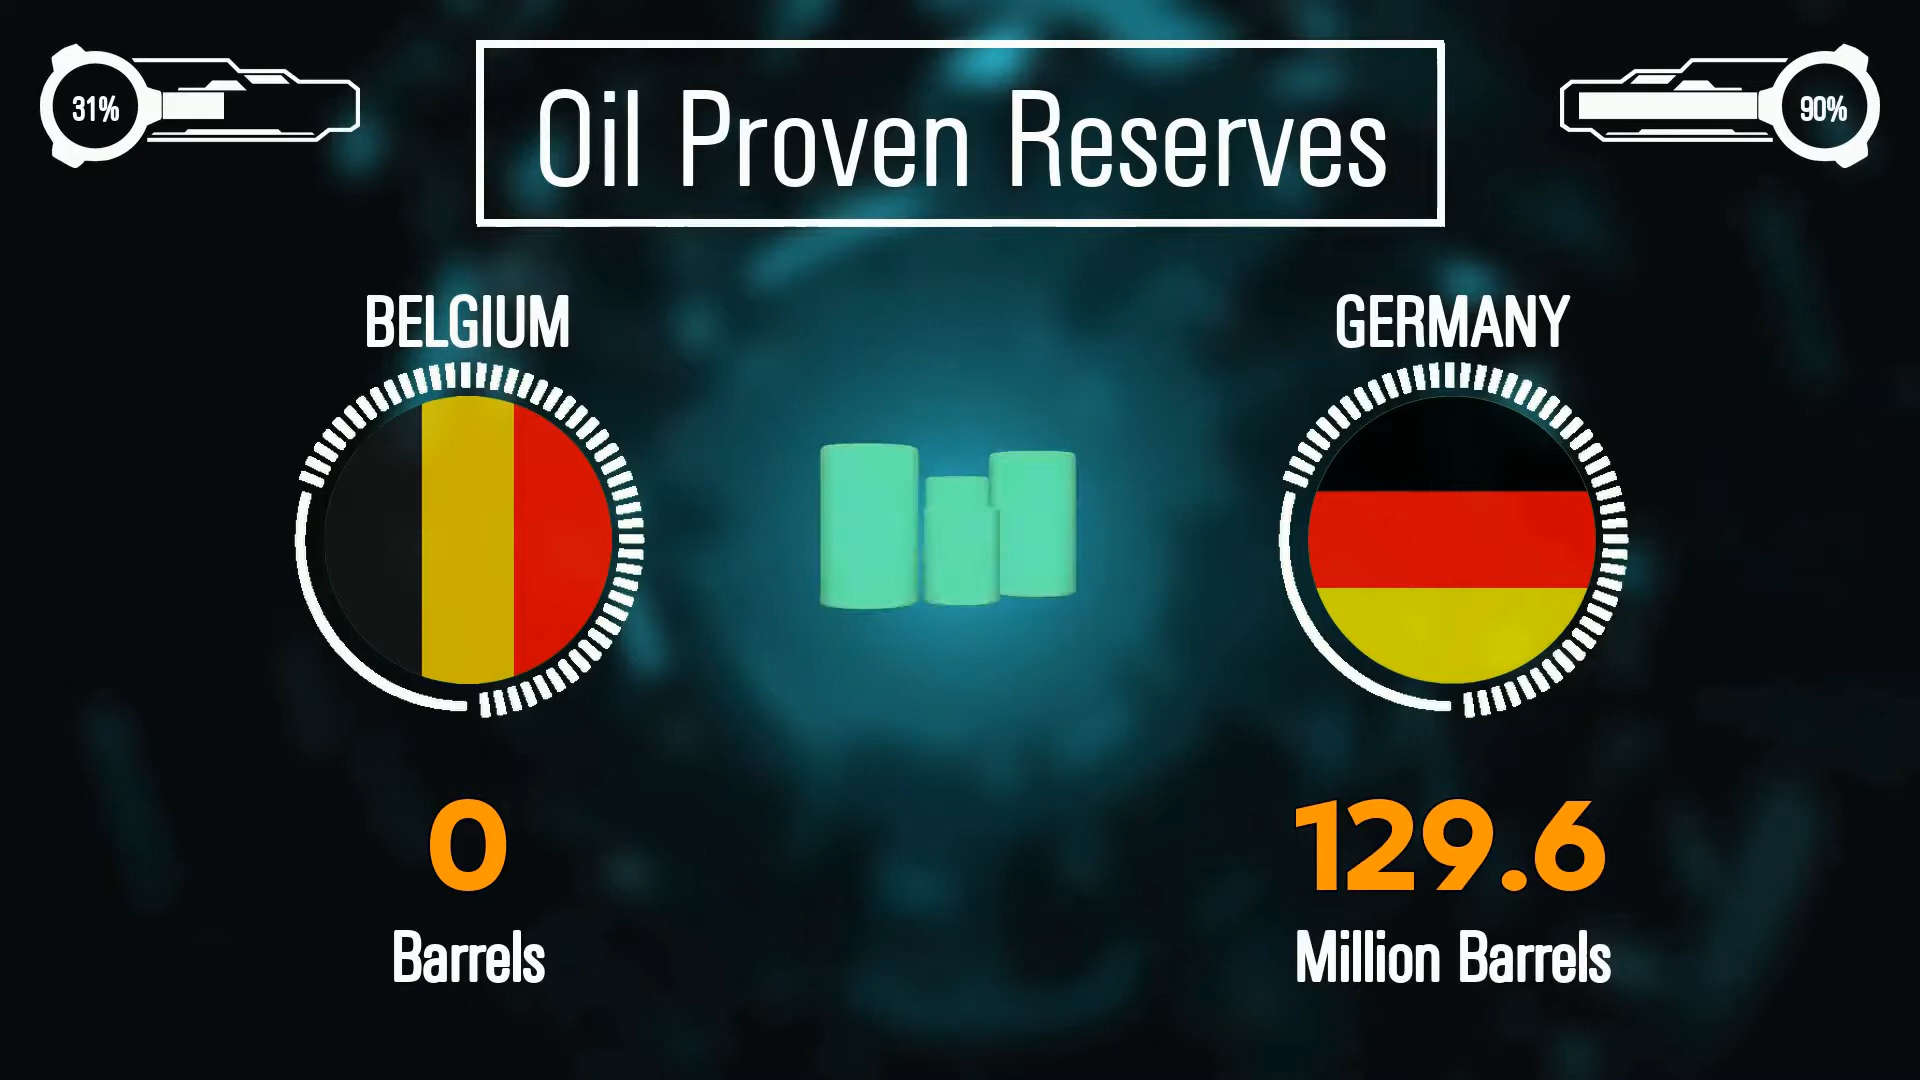 31%
Oil Proven Reserves
90%
BELGIUM
GERMANY
0
129.6
Barrels
Million Barrels